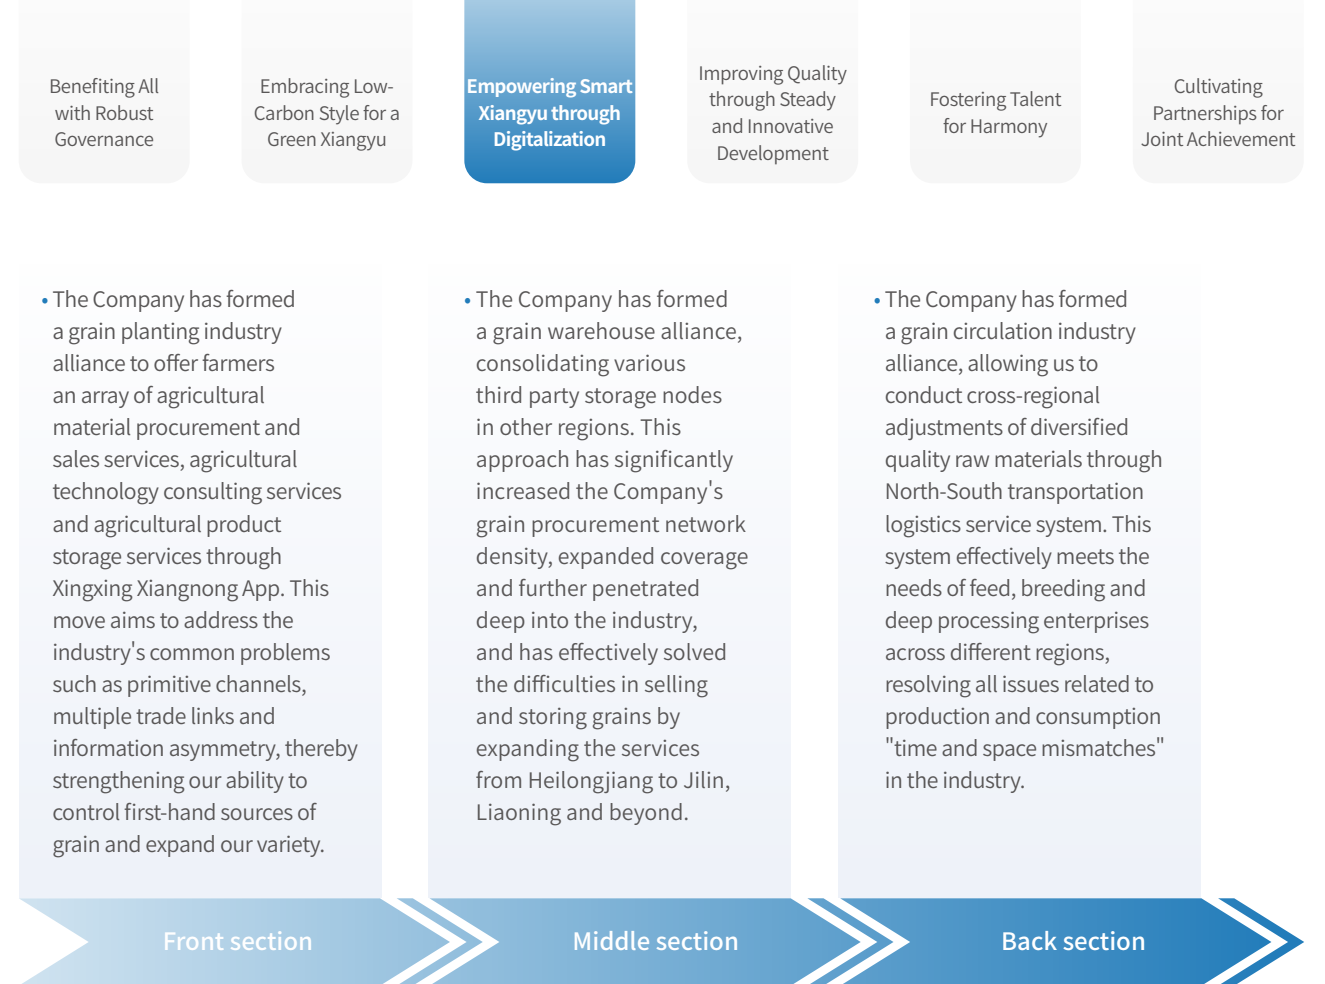 Benefiting All
with Robust
Governance
Embracing Low-
Carbon Style for a
Green Xiangyu
Empowering Smart
Xiangyu through
Digitalization
Improving Quality
through Steady
and Innovative
Development
Fostering Talent
for Harmony
Cultivating
Partnerships for
Joint Achievement
• The Company has formed
a grain planting industry
alliance to offer farmers
an array of agricultural
material procurement and
sales services, agricultural
technology consulting services
and agricultural product
storage services through
Xingxing Xiangnong App. This
move aims to address the
industry's common problems
such as primitive channels,
multiple trade links and
information asymmetry, thereby
strengthening our ability to
control first-hand sources of
grain and expand our variety.
• The Company has formed
a grain warehouse alliance,
consolidating various
third party storage nodes
in other regions. This
approach has significantly
increased the Company's
grain procurement network
density, expanded coverage
and further penetrated
deep into the industry,
and has effectively solved
the difficulties in selling
and storing grains by
expanding the services
from Heilongjiang to Jilin,
Liaoning and beyond.
• The Company has formed
a grain circulation industry
alliance, allowing us to
conduct cross-regional
adjustments of diversified
quality raw materials through
North-South transportation
logistics service system. This
system effectively meets the
needs of feed, breeding and
deep processing enterprises
across different regions,
resolving all issues related to
production and consumption
"time and space mismatches"
in the industry.
Front section
Middle section
Back section